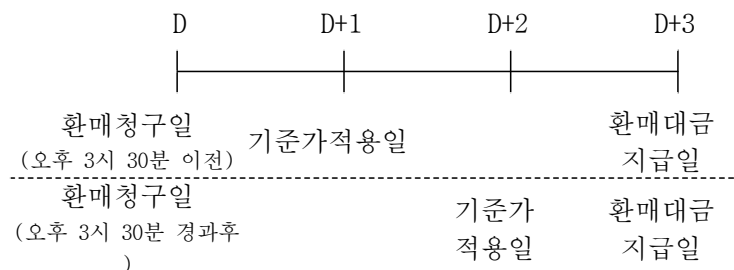 D D+1 D+2 D+3
환매청구일
(오후 3시 30분 이전)
기준가적용일
환매대금
지급일
환매청구일
(오후 3시 30분 경과후
)
기준가
적용일
환매대금
지급일